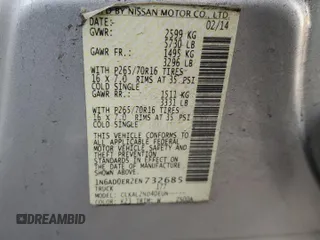 BY NISSAN MOTOR CO., LTD.
02/14
GVWR: 2599 KG
5730 LB
GAWR FR: 1495 KG
3296 LB
WITH P265/70R16 TIRES
16 X 7.0 RIMS AT 35 PSI
COLD SINGLE
GAWR RR: 1511 KG
3331 LB
WITH P265/70R16 TIRES
16 X 7.0 RIMS AT 35 PSI
COLD SINGLE
THIS VEHICLE CONFORMS TO
ALL APPLICABLE FEDERAL
MOTOR VEHICLE SAFETY
STANDARDS IN EFFECT ON THE
DATE OF MANUFACTURE SHOWN
ABOVE.
1N6AD0ER2EN732685
TRUCK
DREAMBID